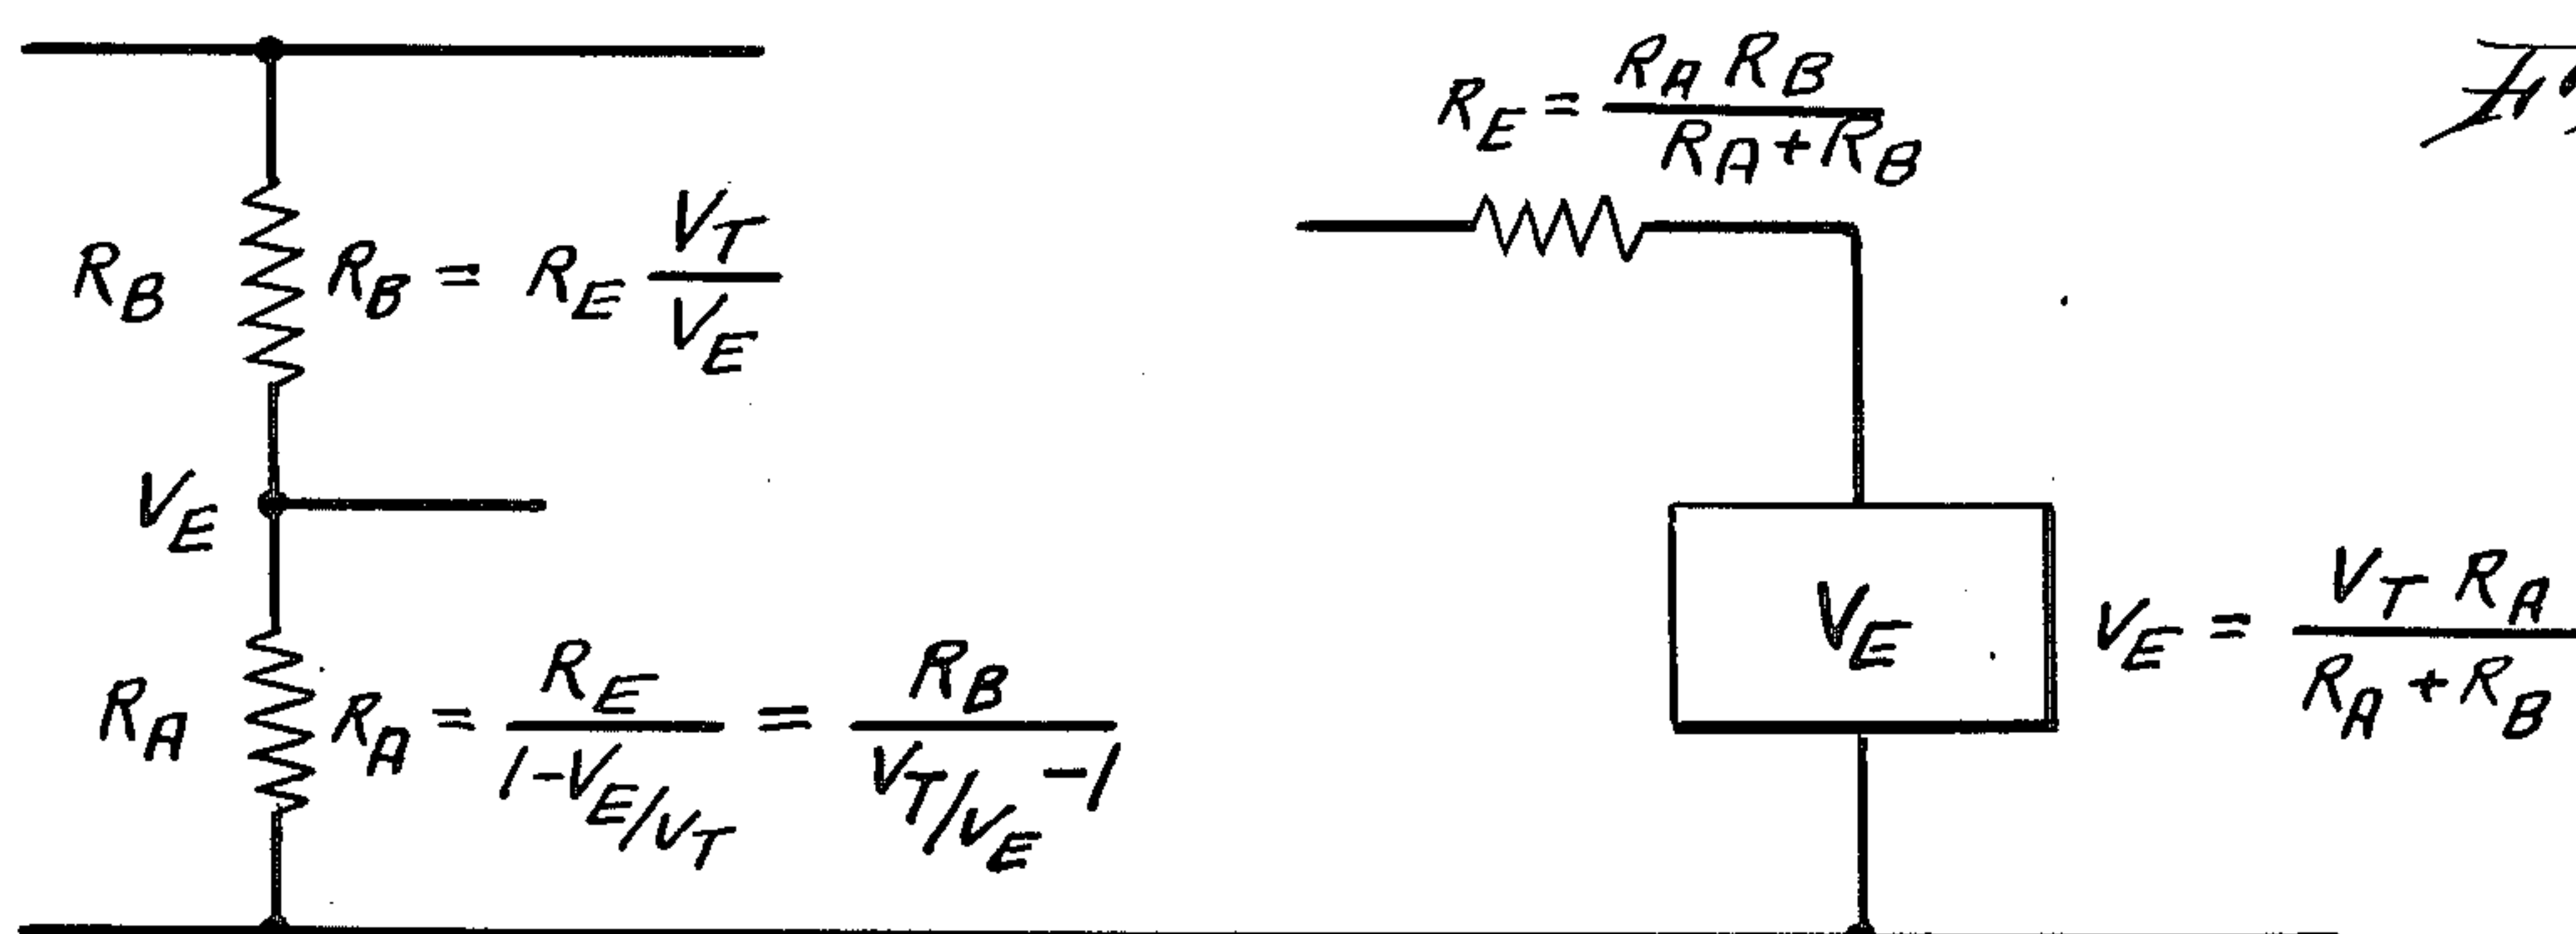 R_E = R_A R_B / (R_A + R_B)
R_B
R_B = R_E V_T / V_E
V_E
R_A
R_A = R_E / (1 - V_E/V_T) = R_B / (V_T/V_E - 1)
V_E
V_E = V_T R_A / (R_A + R_B)